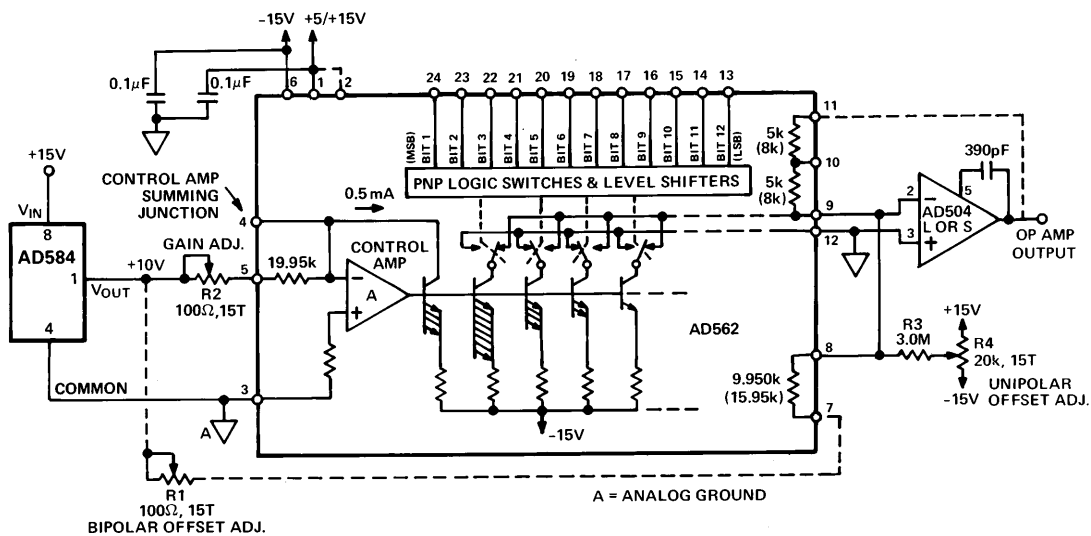 -15V
+5/+15V
0.1μF
0.1μF
6
1
2
24
23
22
21
20
19
18
17
16
15
14
13
11
(MSB)
BIT 1
BIT 2
BIT 3
BIT 4
BIT 5
BIT 6
BIT 7
BIT 8
BIT 9
BIT 10
BIT 11
BIT 12
(LSB)
PNP LOGIC SWITCHES & LEVEL SHIFTERS
5k
(8k)
10
5k
(8k)
9
12
390pF
2
5
3
-
+
AD504
L OR S
OP AMP
OUTPUT
+15V
CONTROL AMP
SUMMING
JUNCTION
4
0.5mA
VIN
8
AD584
1
4
GAIN ADJ.
+10V
VOUT
R2
100Ω,15T
5
19.95k
CONTROL
AMP
-
A
+
AD562
COMMON
3
A
-15V
8
9.950k
(15.95k)
7
R3
3.0M
+15V
R4
20k, 15T
-15V
UNIPOLAR
OFFSET ADJ.
R1
100Ω, 15T
BIPOLAR OFFSET ADJ.
A = ANALOG GROUND